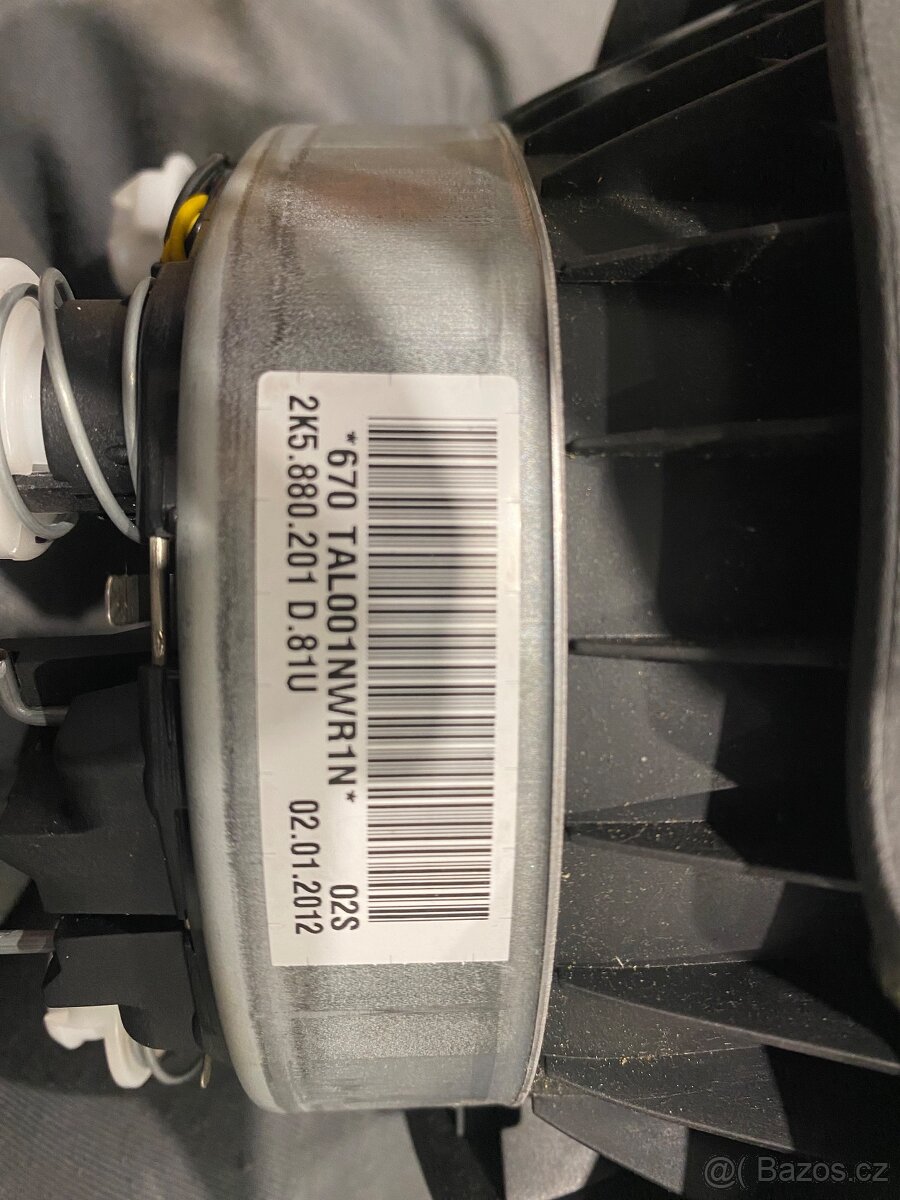 *670 TAL001NWR1N* 02S
2K5.880.201 D.81U 02.01.2012
@( Bazos.cz